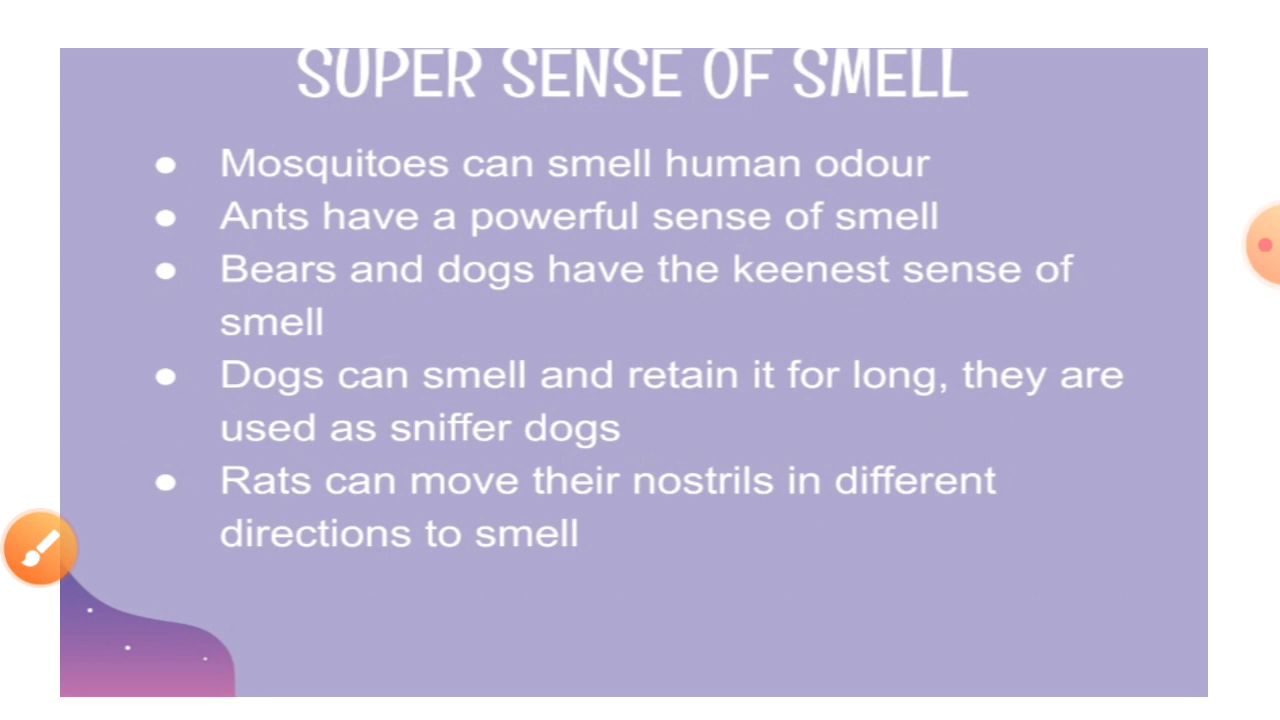 SUPER SENSE OF SMELL
● Mosquitoes can smell human odour
● Ants have a powerful sense of smell
● Bears and dogs have the keenest sense of
smell
● Dogs can smell and retain it for long, they are
used as sniffer dogs
● Rats can move their nostrils in different
directions to smell